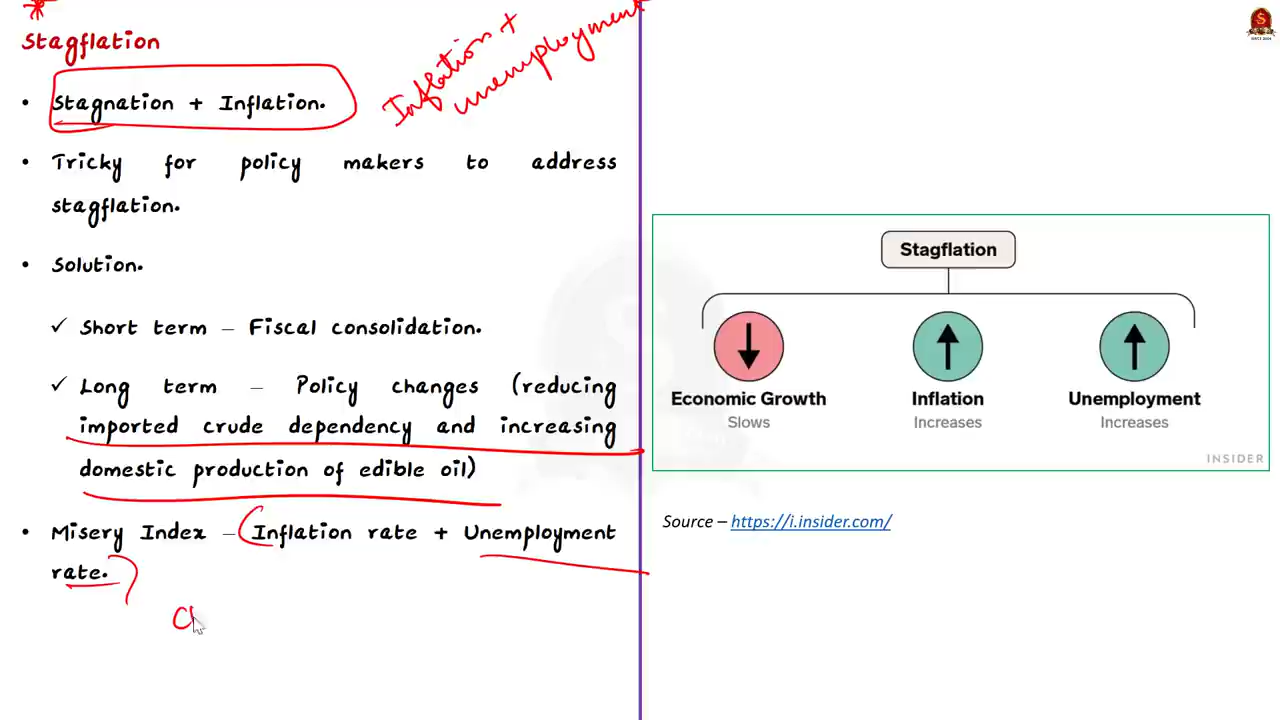 Stagflation
• Stagnation + Inflation.
Inflation +
unemployment
• Tricky for policy makers to address
stagflation.
• Solution.
✓ Short term – Fiscal consolidation.
✓ Long term – Policy changes (reducing
imported crude dependency and increasing
domestic production of edible oil)
• Misery Index – Inflation rate + Unemployment
rate.
Stagflation
Economic Growth
Slows
Inflation
Increases
Unemployment
Increases
INSIDER
Source – https://i.insider.com/